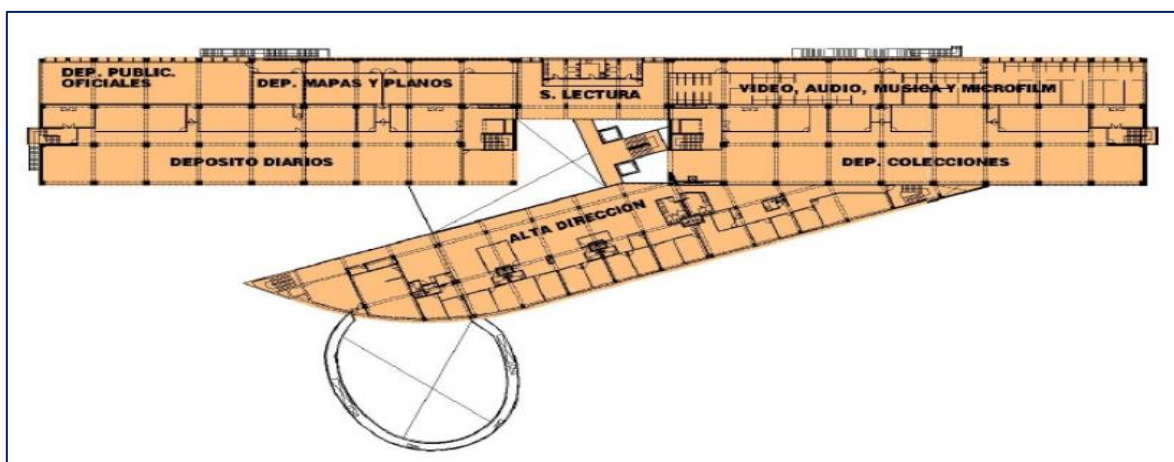 DEP. PUBLIC.
OFICIALES
DEP. MAPAS Y PLANOS
S. LECTURA
VIDEO, AUDIO, MUSICA Y MICROFILM
DEPOSITO DIARIOS
DEP. COLECCIONES
ALTA DIRECCION